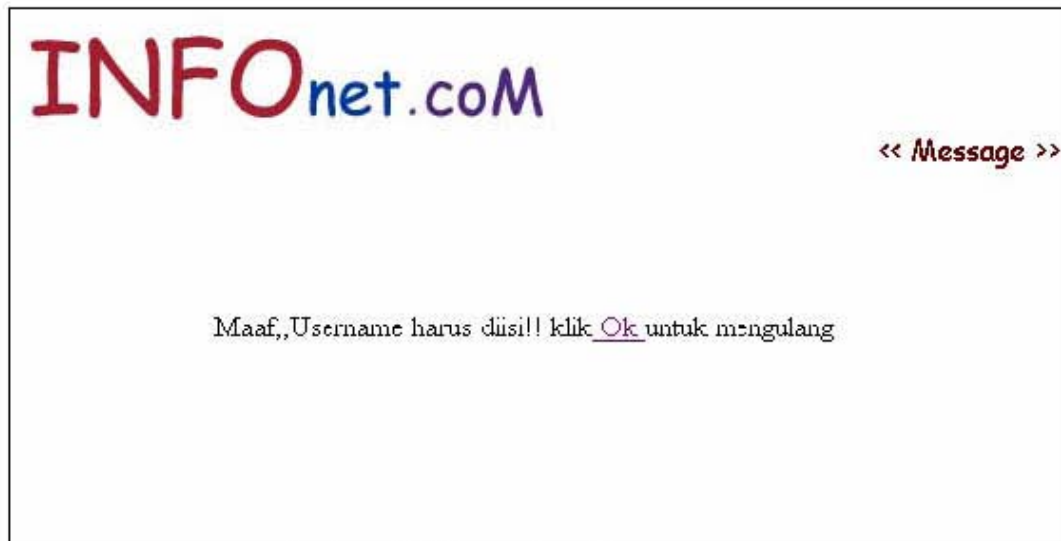 INFOnet.coM
<< Message >>
Maaf,,Username harus diisi!! klik Ok untuk mengulang